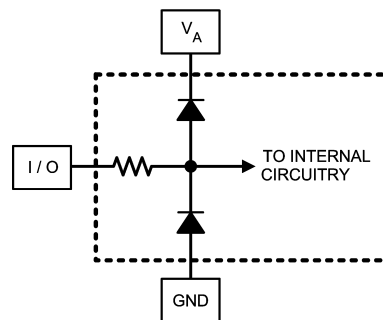 V_A
I / O
TO INTERNAL
CIRCUITRY
GND